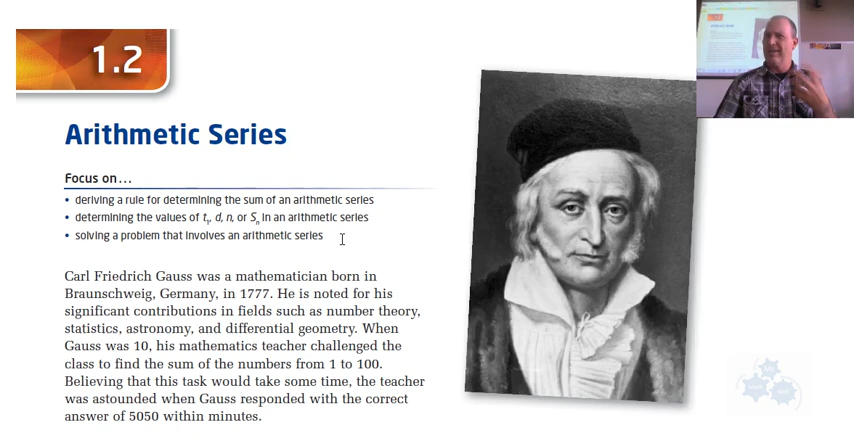 1.2
Arithmetic Series
Focus on…
• deriving a rule for determining the sum of an arithmetic series
• determining the values of t₁, d, n, or Sₙ in an arithmetic series
• solving a problem that involves an arithmetic series
Carl Friedrich Gauss was a mathematician born in
Braunschweig, Germany, in 1777. He is noted for his
significant contributions in fields such as number theory,
statistics, astronomy, and differential geometry. When
Gauss was 10, his mathematics teacher challenged the
class to find the sum of the numbers from 1 to 100.
Believing that this task would take some time, the teacher
was astounded when Gauss responded with the correct
answer of 5050 within minutes.